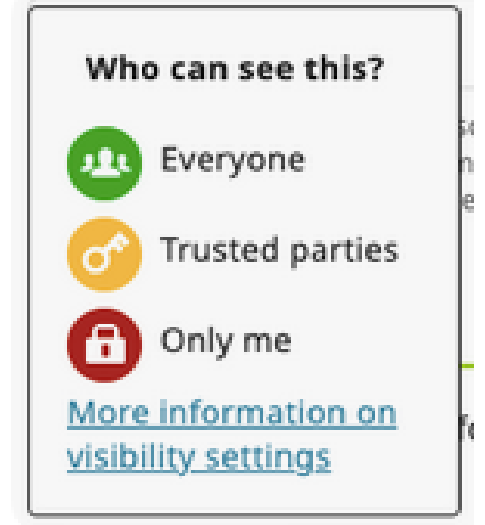 Who can see this?
Everyone
Trusted parties
Only me
More information on
visibility settings